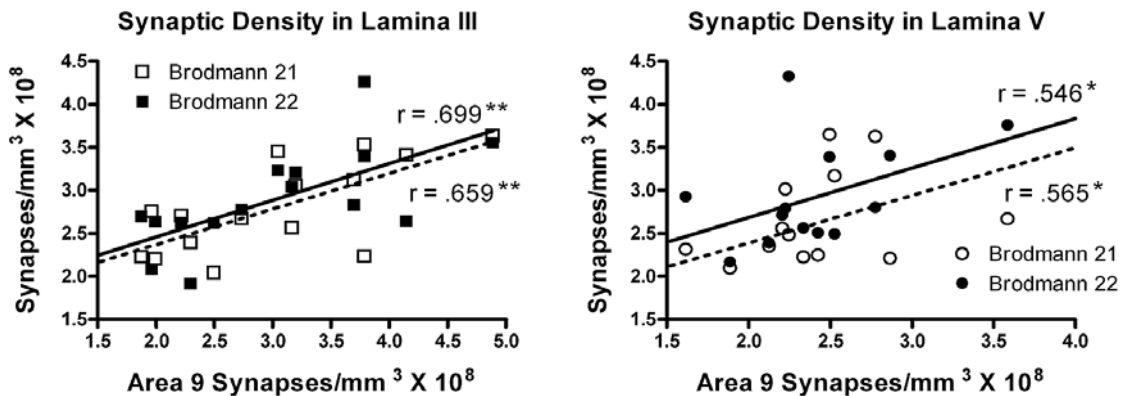 Synaptic Density in Lamina III
Synapses/mm³ X 10⁸
4.5
4.0
3.5
3.0
2.5
2.0
1.5
Brodmann 21
Brodmann 22
r = .699**
r = .659**
1.5 2.0 2.5 3.0 3.5 4.0 4.5 5.0
Area 9 Synapses/mm ³ X 10⁸
Synaptic Density in Lamina V
Synapses/mm³ X 10⁸
4.5
4.0
3.5
3.0
2.5
2.0
1.5
r = .546*
r = .565*
Brodmann 21
Brodmann 22
1.5 2.0 2.5 3.0 3.5 4.0
Area 9 Synapses/mm ³ X 10⁸